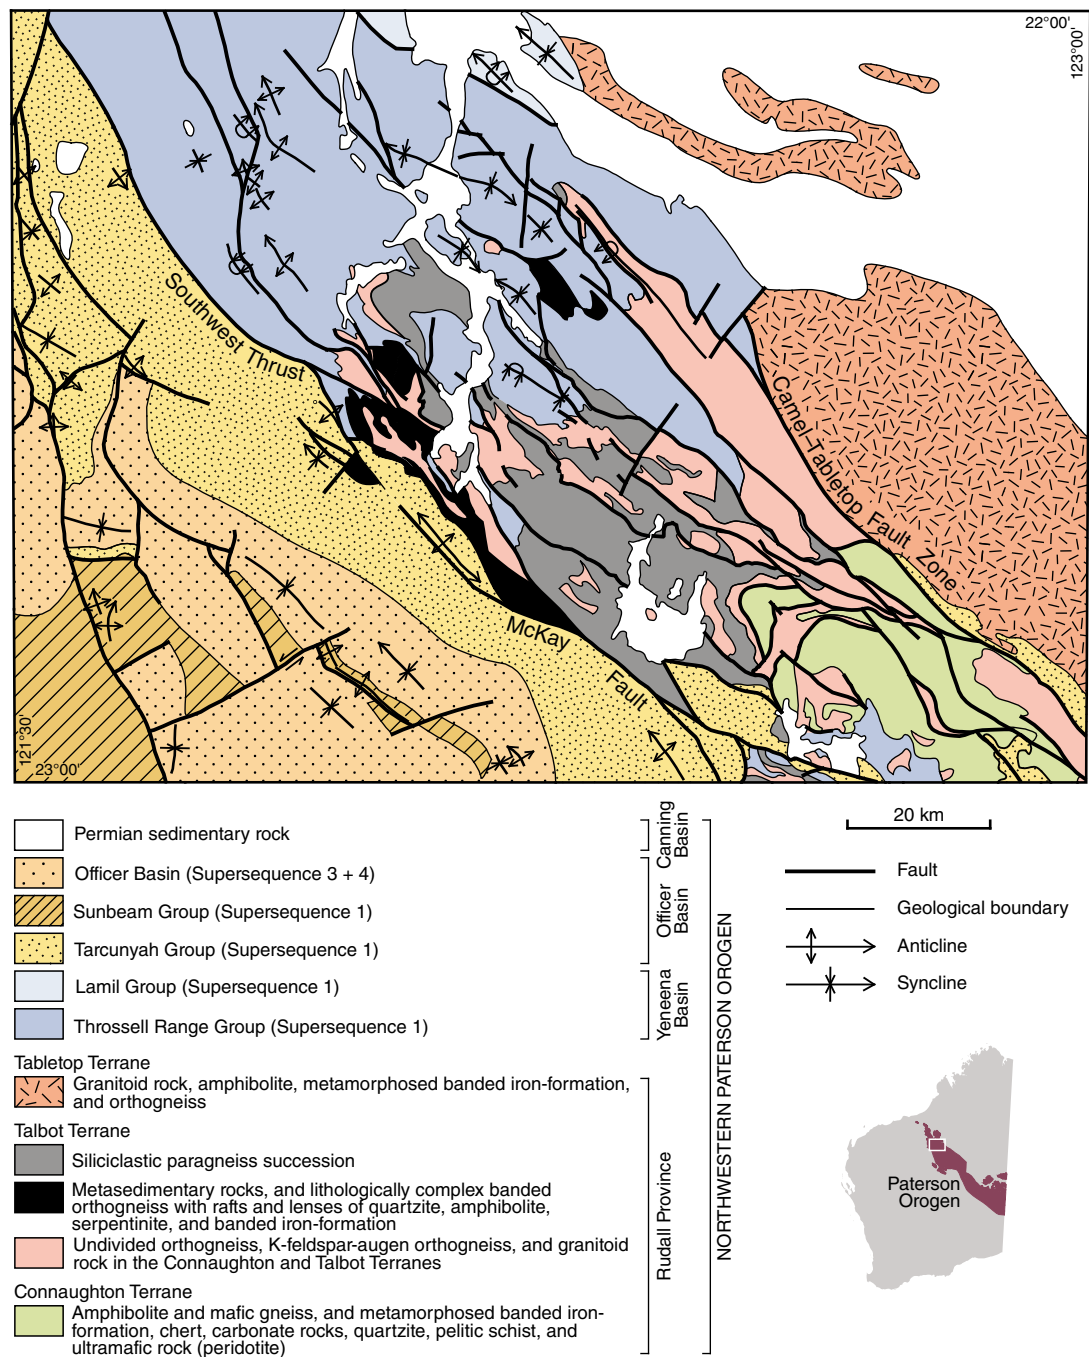 22°00'
123°00'
Southwest Thrust
Camel-Tabletop Fault Zone
McKay Fault
121°30'
23°00'
Permian sedimentary rock
Officer Basin (Supersequence 3 + 4)
Sunbeam Group (Supersequence 1)
Tarcunyah Group (Supersequence 1)
Lamil Group (Supersequence 1)
Throssell Range Group (Supersequence 1)
Tabletop Terrane
Granitoid rock, amphibolite, metamorphosed banded iron-formation,
and orthogneiss
Talbot Terrane
Siliciclastic paragneiss succession
Metasedimentary rocks, and lithologically complex banded
orthogneiss with rafts and lenses of quartzite, amphibolite,
serpentinite, and banded iron-formation
Undivided orthogneiss, K-feldspar-augen orthogneiss, and granitoid
rock in the Connaughton and Talbot Terranes
Connaughton Terrane
Amphibolite and mafic gneiss, and metamorphosed banded iron-
formation, chert, carbonate rocks, quartzite, pelitic schist, and
ultramafic rock (peridotite)
Canning
Basin
Officer
Basin
Yeneena
Basin
Rudall Province
NORTHWESTERN PATERSON OROGEN
20 km
Fault
Geological boundary
Anticline
Syncline
Paterson
Orogen